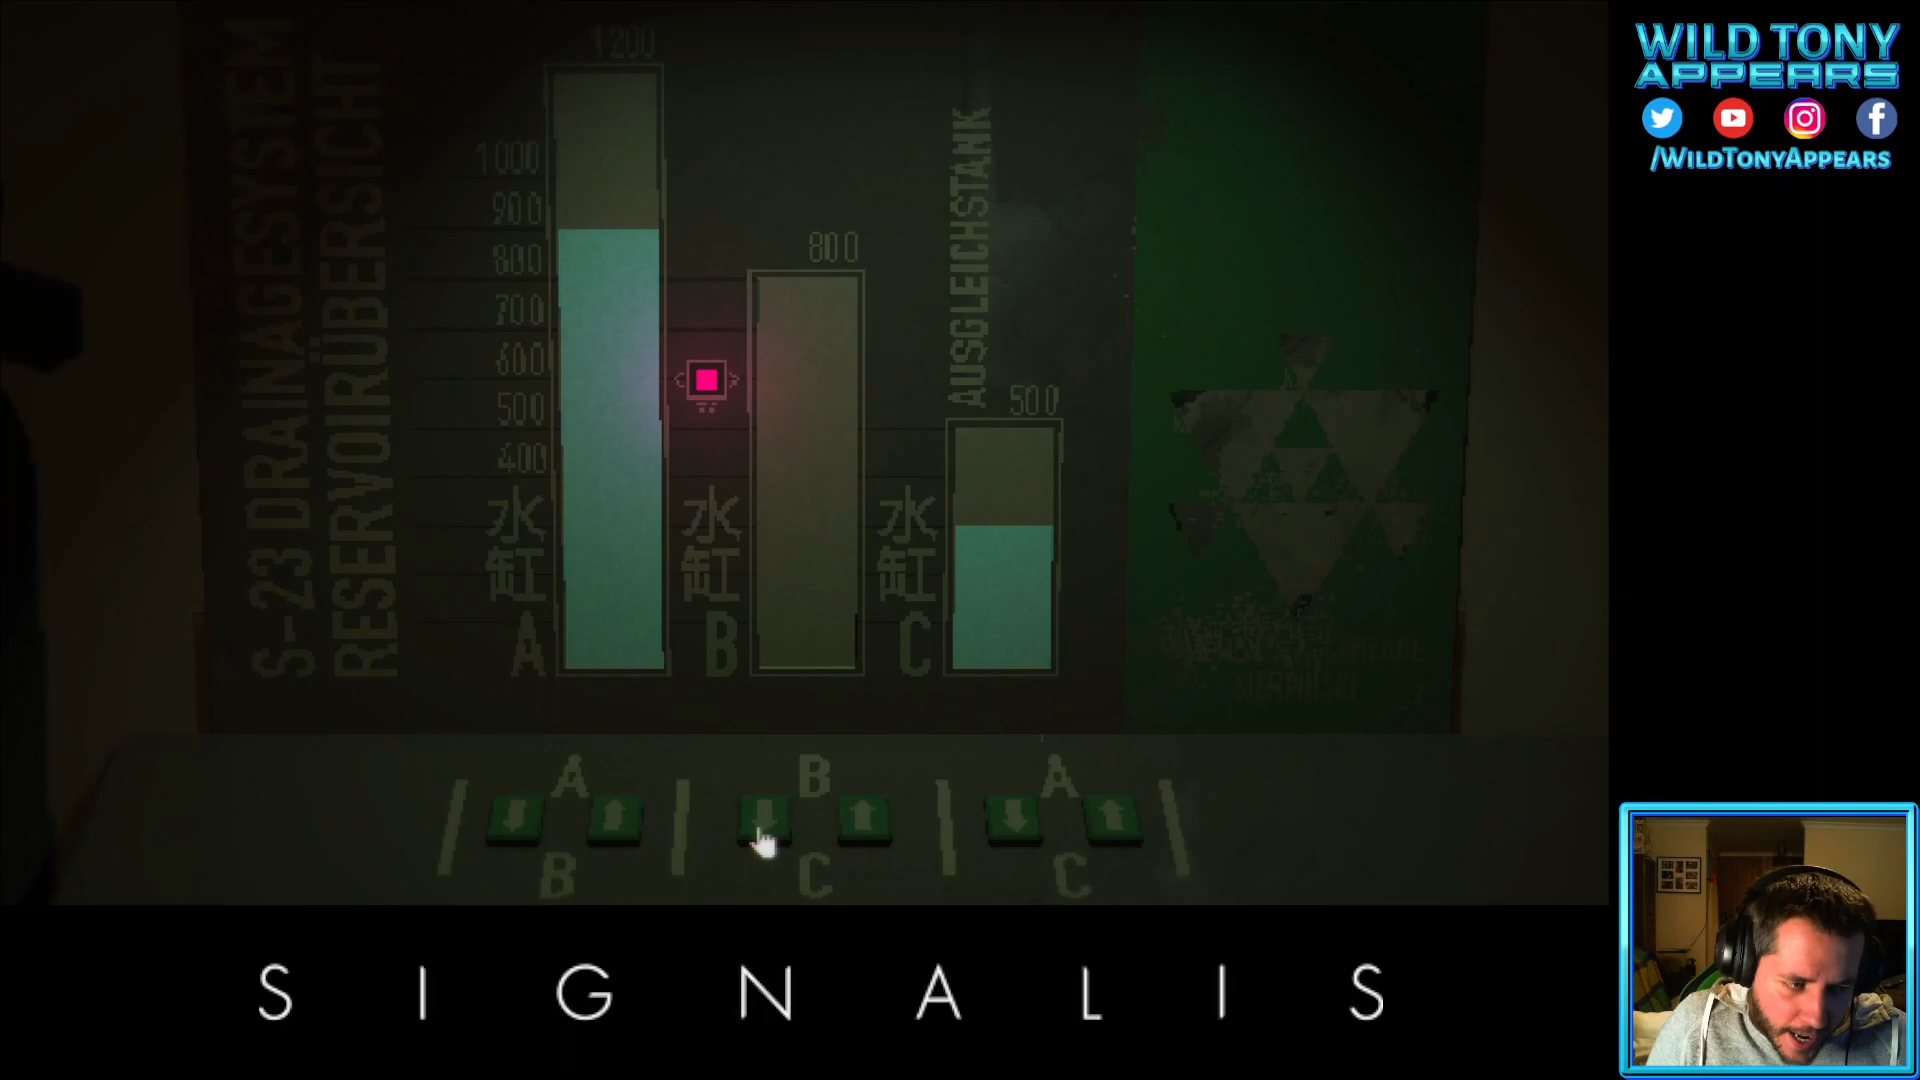 WILD TONY
APPEARS
/WILDTONYAPPEARS
S-23 DRAINAGESYSTEM
RESERVOIRÜBERSICHT
1200
1000
900
800
700
600
500
400
800
AUSGLEICHSTANK
500
水缸 A
水缸 B
水缸 C
A
B
B
C
A
C
S I G N A L I S